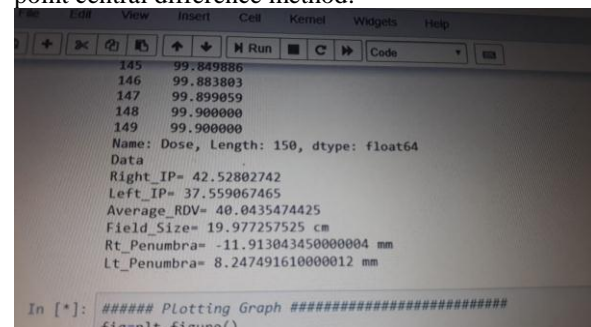 point central difference method.
File Edit View Insert Cell Kernel Widgets Help
Run Code
145 99.849886
146 99.883803
147 99.899059
148 99.900000
149 99.900000
Name: Dose, Length: 150, dtype: float64
Data
Right_IP= 42.52802742
Left_IP= 37.559067465
Average_RDV= 40.0435474425
Field_Size= 19.977257525 cm
Rt_Penumbra= -11.913043450000004 mm
Lt_Penumbra= 8.247491610000012 mm
In [*]: ###### Plotting Graph ###########################